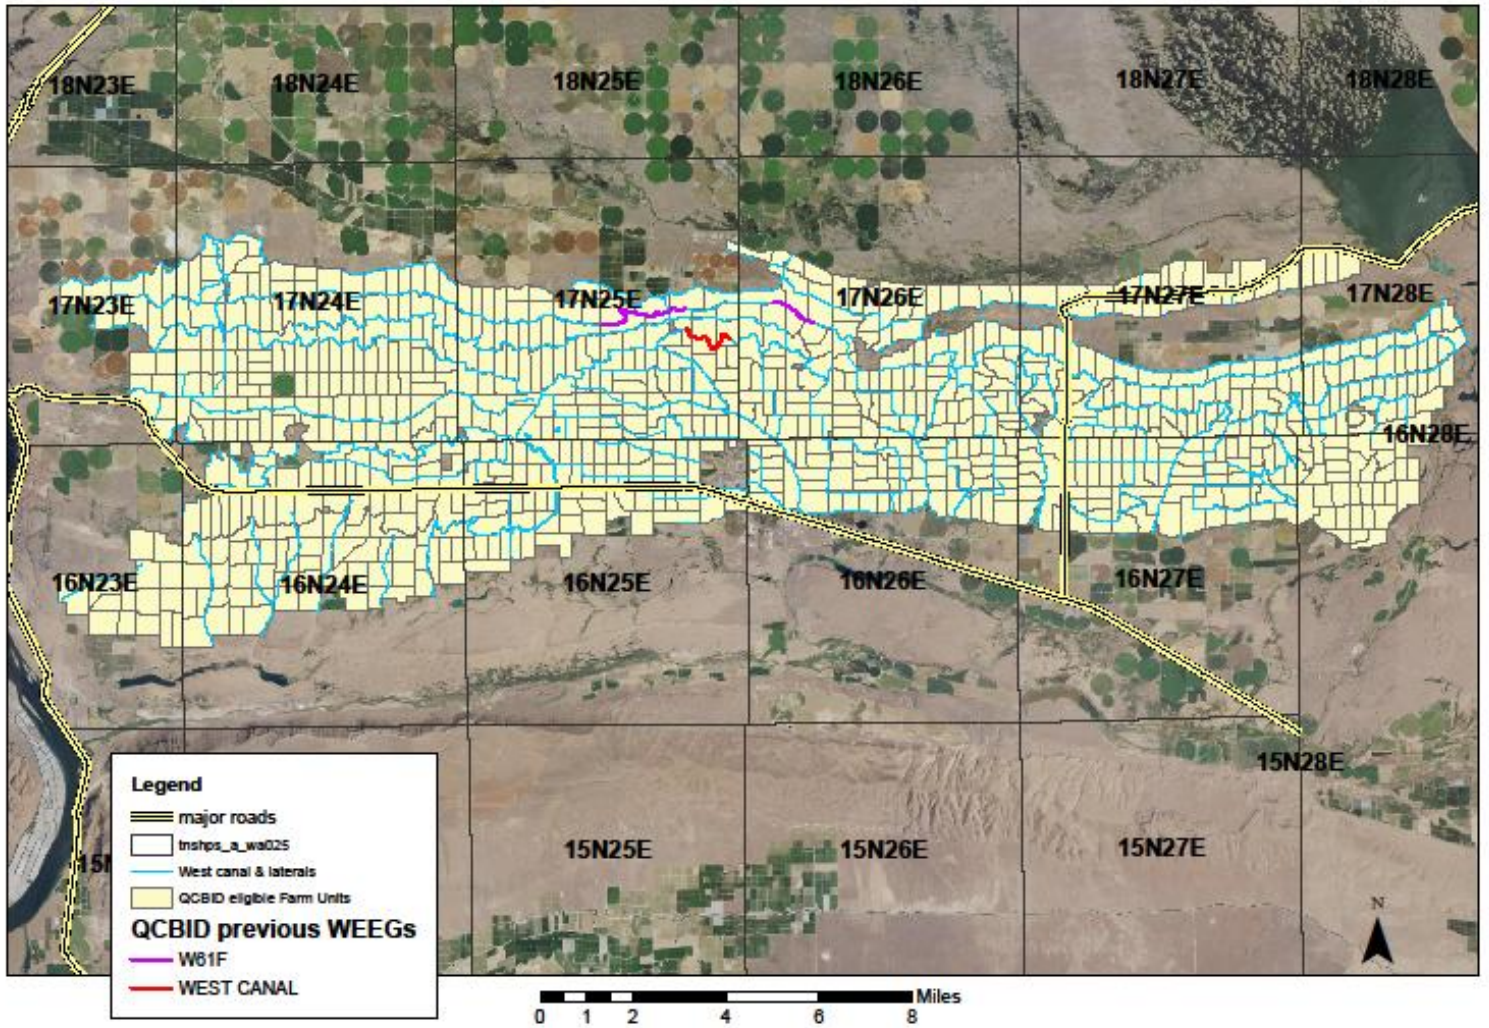 18N23E 18N24E 18N25E 18N26E 18N27E 18N28E
17N23E 17N24E 17N25E 17N26E 17N27E 17N28E
16N28E
16N23E 16N24E 16N25E 16N26E 16N27E
15N28E
15N 15N25E 15N26E 15N27E
Legend
major roads
tnshps_a_wa025
West canal & laterals
QCBID eligible Farm Units
QCBID previous WEEGs
W61F
WEST CANAL
N
Miles
0 1 2 4 6 8